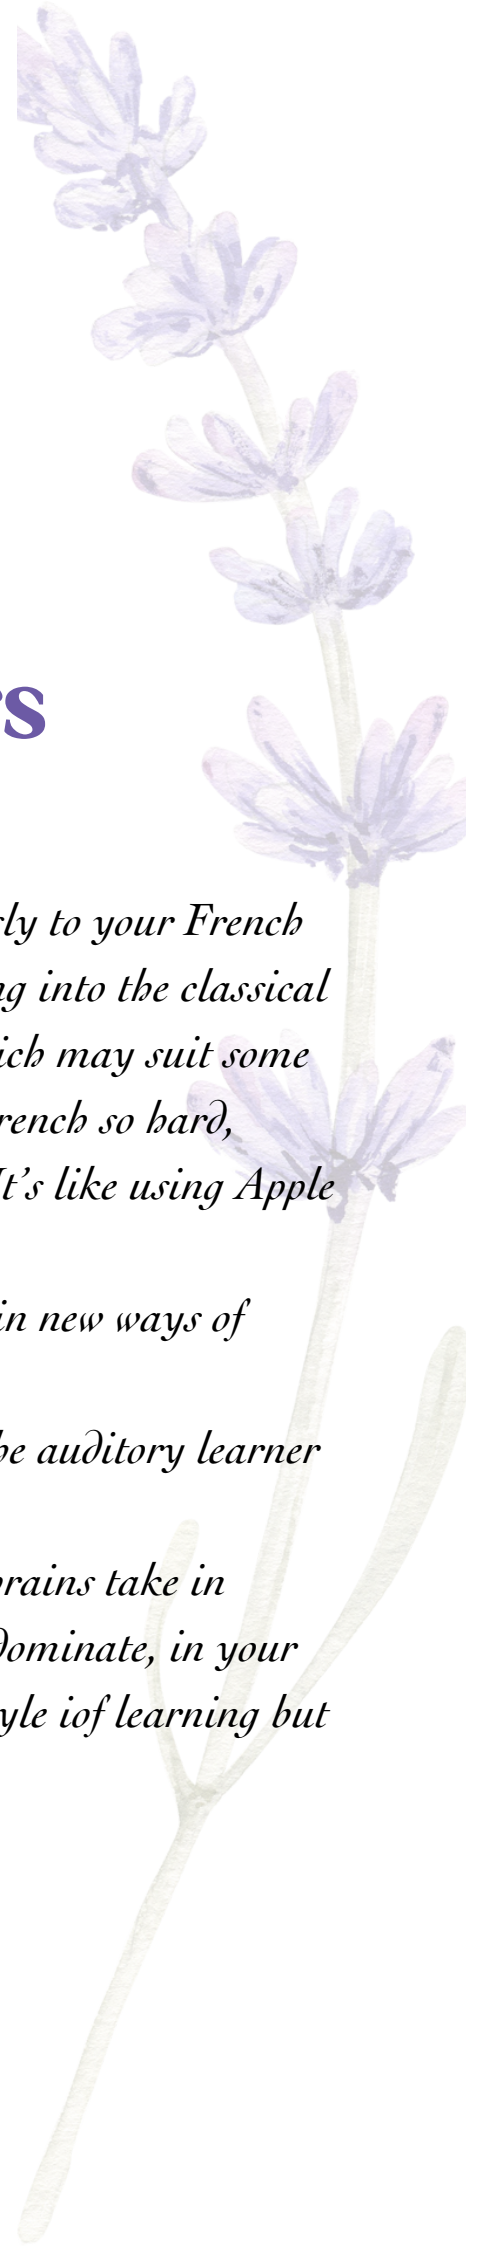 s
rly to your French
ng into the classical
ich may suit some
rench so hard,
It's like using Apple
in new ways of
he auditory learner
brains take in
dominate, in your
yle iof learning but